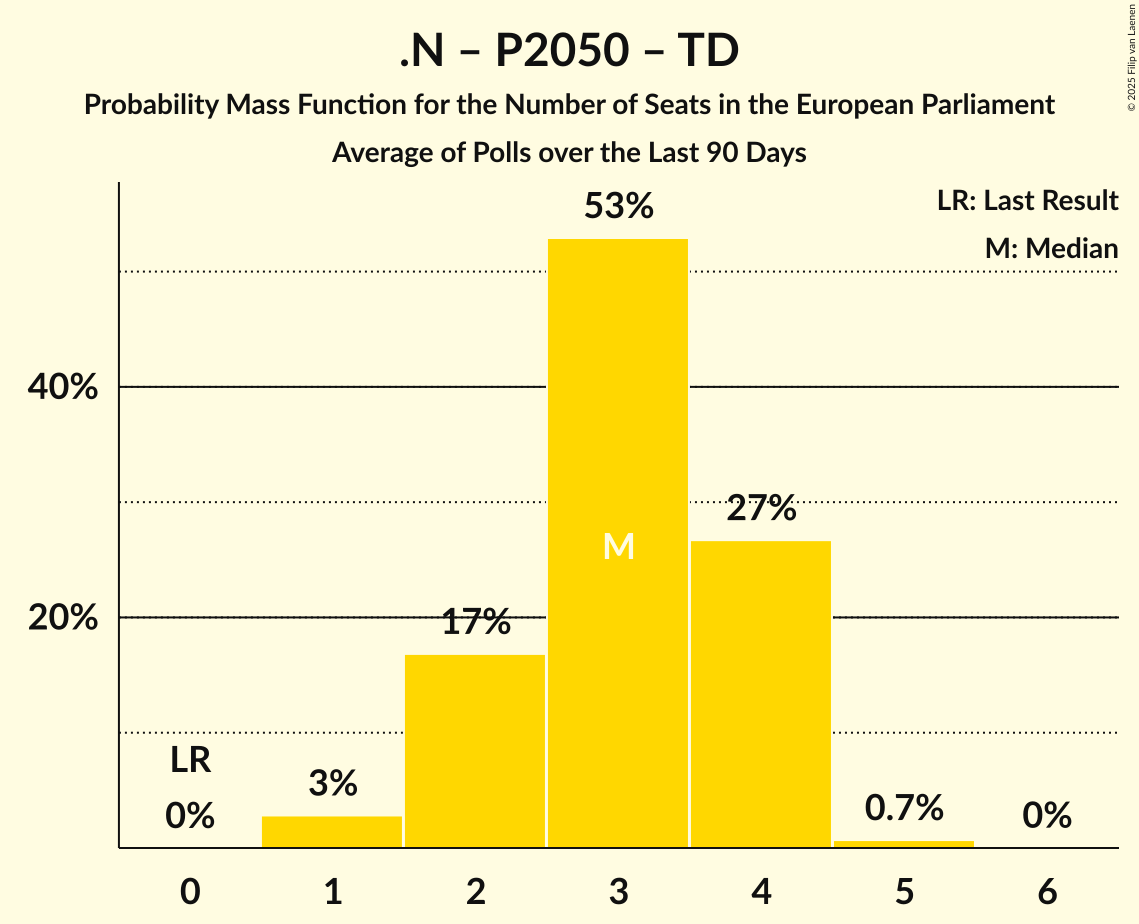 .N – P2050 – TD
Probability Mass Function for the Number of Seats in the European Parliament
Average of Polls over the Last 90 Days
© 2025 Filip van Laenen
LR: Last Result
M: Median
53%
40%
27%
M
20%
17%
LR
0%
3%
0.7%
0%
0 1 2 3 4 5 6